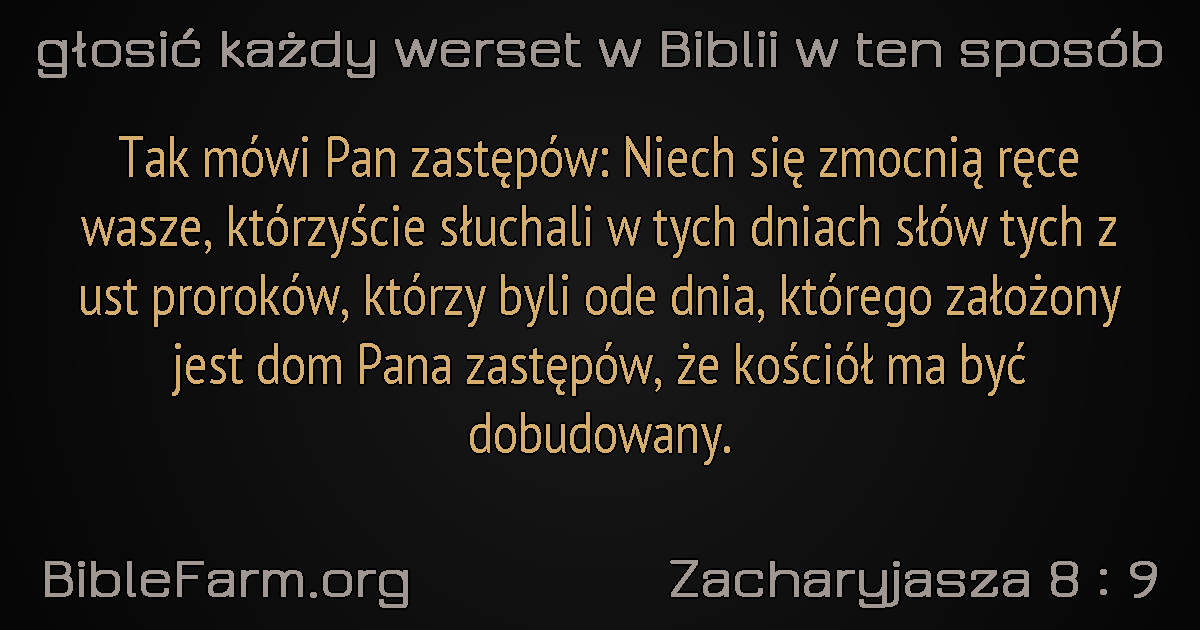 głosić każdy werset w Biblii w ten sposób
Tak mówi Pan zastępów: Niech się zmocnią ręce
wasze, którzyście słuchali w tych dniach słów tych z
ust proroków, którzy byli ode dnia, którego założony
jest dom Pana zastępów, że kościół ma być
dobudowany.
BibleFarm.org
Zacharyjasza 8 : 9